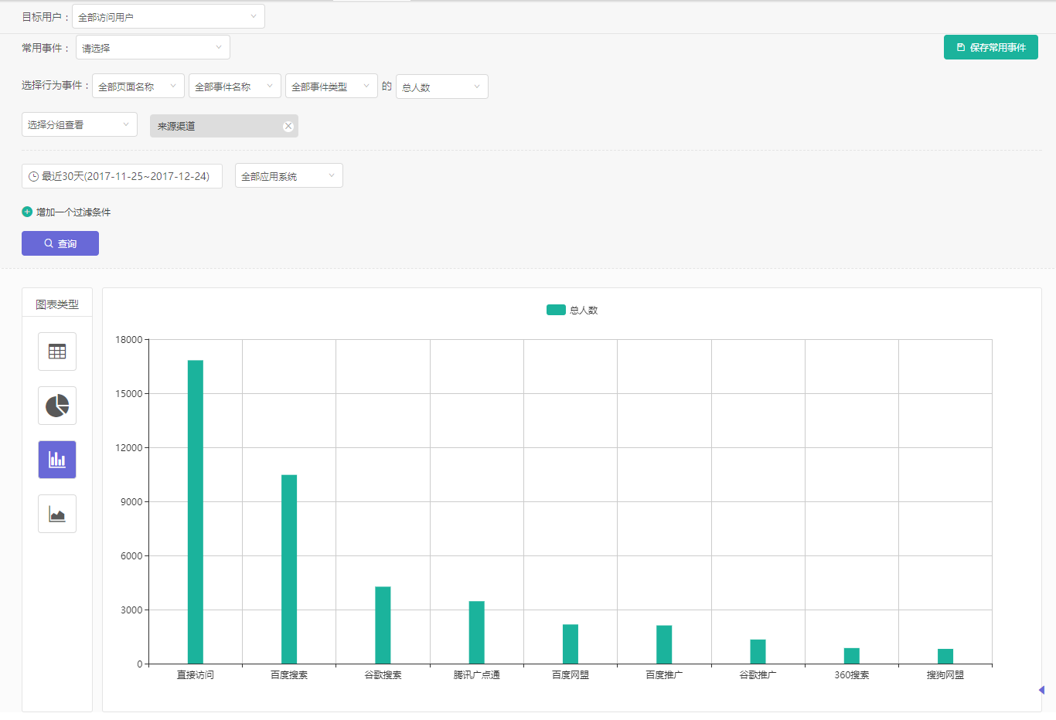 目标用户： 全部访问用户
常用事件： 请选择 保存常用事件
选择行为事件： 全部页面名称 全部事件名称 全部事件类型 的 总人数
选择分组查看 来源渠道
最近30天(2017-11-25~2017-12-24) 全部应用系统
增加一个过滤条件
查询
图表类型
总人数
18000
15000
12000
9000
6000
3000
0
直接访问 百度搜索 谷歌搜索 腾讯广点通 百度网盟 百度推广 谷歌推广 360搜索 搜狗网盟